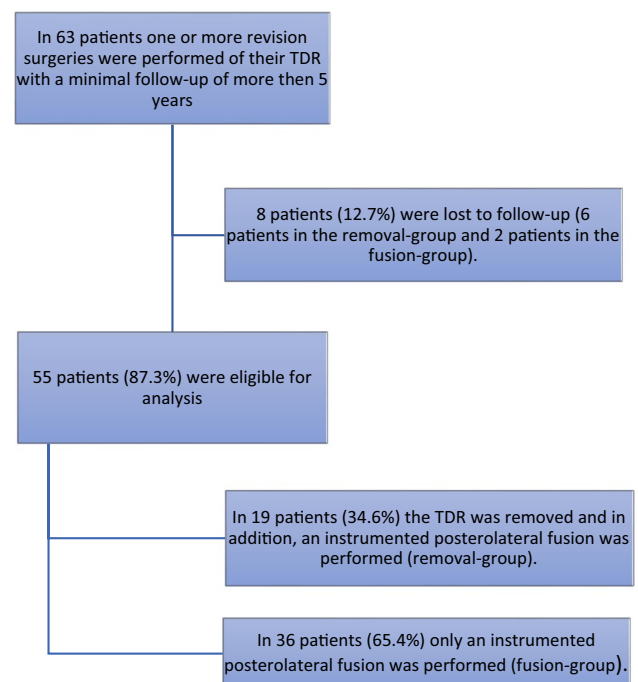 In 63 patients one or more revision
surgeries were performed of their TDR
with a minimal follow-up of more then 5
years
8 patients (12.7%) were lost to follow-up (6
patients in the removal-group and 2 patients in the
fusion-group).
55 patients (87.3%) were eligible for
analysis
In 19 patients (34.6%) the TDR was removed and in
addition, an instrumented posterolateral fusion was
performed (removal-group).
In 36 patients (65.4%) only an instrumented
posterolateral fusion was performed (fusion-group).